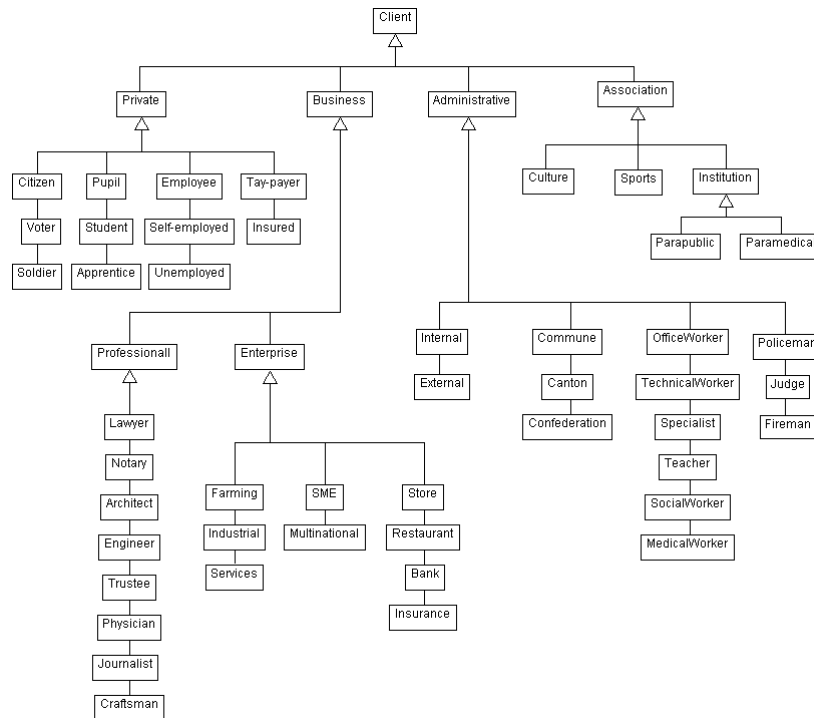 Client
Private
Business
Administrative
Association
Citizen
Pupil
Employee
Tay-payer
Culture
Sports
Institution
Voter
Student
Self-employed
Insured
Parapublic
Paramedical
Soldier
Apprentice
Unemployed
Professionall
Enterprise
Internal
Commune
OfficeWorker
Policeman
External
Canton
TechnicalWorker
Judge
Lawyer
Confederation
Specialist
Fireman
Notary
Teacher
Farming
SME
Store
Architect
SocialWorker
Industrial
Multinational
Restaurant
Engineer
MedicalWorker
Services
Bank
Trustee
Insurance
Physician
Journalist
Craftsman